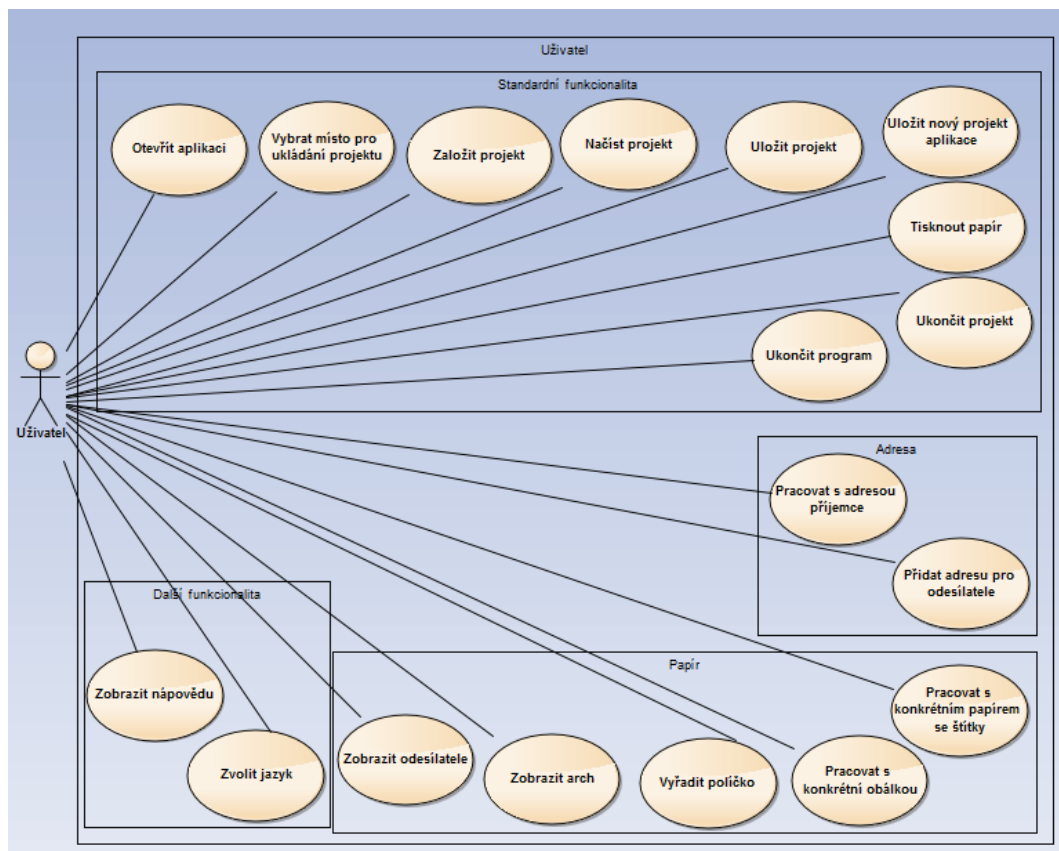 Uživatel
Standardní funkcionalita
Otevřít aplikaci
Vybrat místo pro
ukládání projektu
Založit projekt
Načíst projekt
Uložit projekt
Uložit nový projekt
aplikace
Tisknout papír
Ukončit projekt
Ukončit program
Uživatel
Adresa
Pracovat s adresou
příjemce
Přidat adresu pro
odesílatele
Další funkcionalita
Zobrazit nápovědu
Zvolit jazyk
Papír
Zobrazit odesílatele
Zobrazit arch
Vyřadit políčko
Pracovat s
konkrétní obálkou
Pracovat s
konkrétním papírem
se štítky